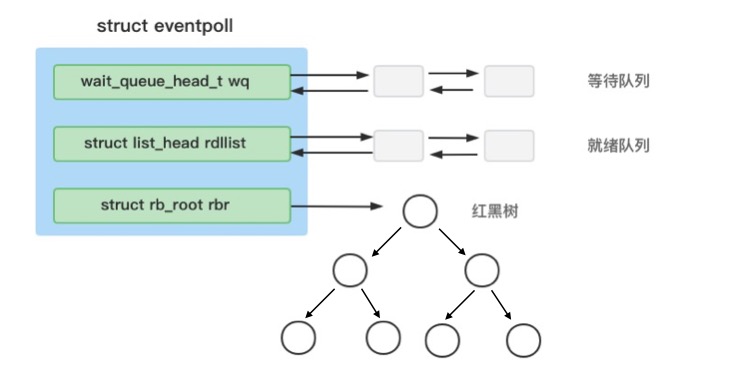 struct eventpoll
wait_queue_head_t wq
等待队列
struct list_head rdllist
就绪队列
struct rb_root rbr
红黑树